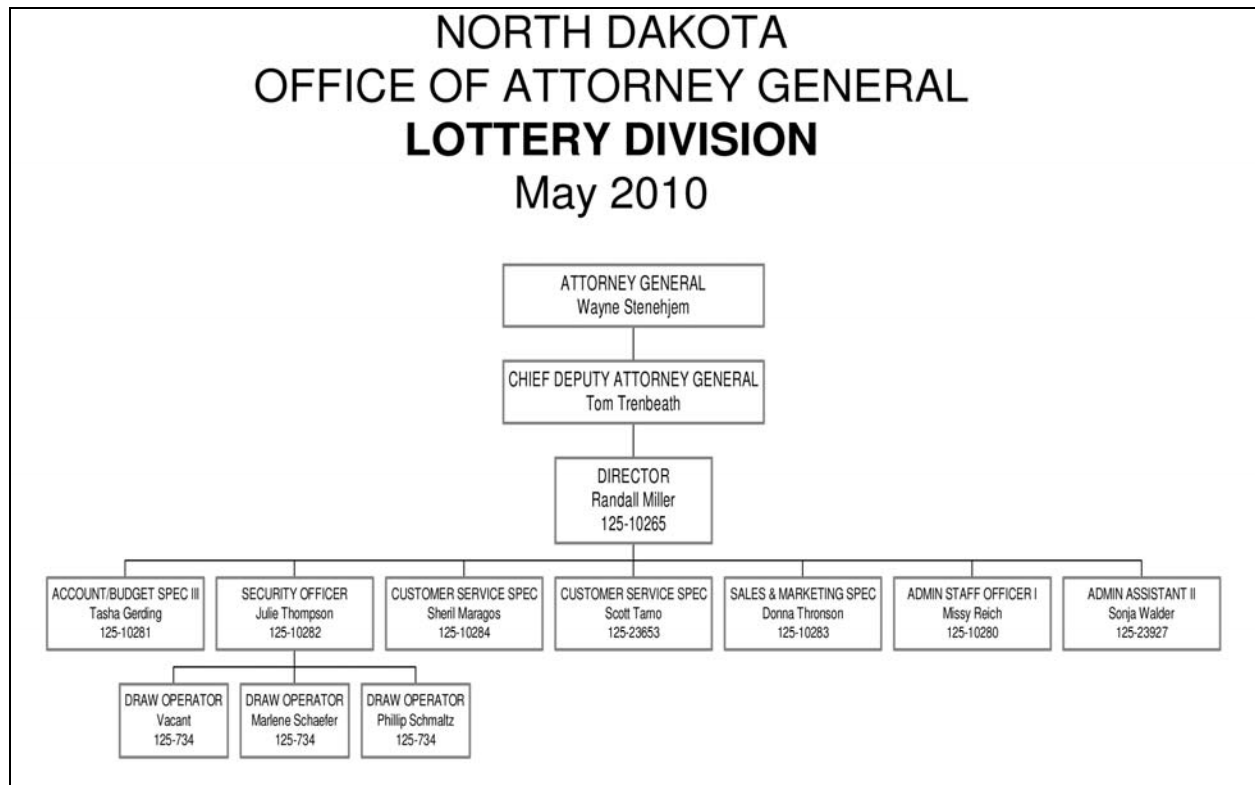 NORTH DAKOTA
OFFICE OF ATTORNEY GENERAL
LOTTERY DIVISION
May 2010
ATTORNEY GENERAL
Wayne Stenehjem
CHIEF DEPUTY ATTORNEY GENERAL
Tom Trenbeath
DIRECTOR
Randall Miller
125-10265
ACCOUNT/BUDGET SPEC III
Tasha Gerding
125-10281
SECURITY OFFICER
Julie Thompson
125-10282
CUSTOMER SERVICE SPEC
Sheril Maragos
125-10284
CUSTOMER SERVICE SPEC
Scott Tarno
125-23653
SALES & MARKETING SPEC
Donna Thronson
125-10283
ADMIN STAFF OFFICER I
Missy Reich
125-10280
ADMIN ASSISTANT II
Sonja Walder
125-23927
DRAW OPERATOR
Vacant
125-734
DRAW OPERATOR
Marlene Schaefer
125-734
DRAW OPERATOR
Phillip Schmaltz
125-734